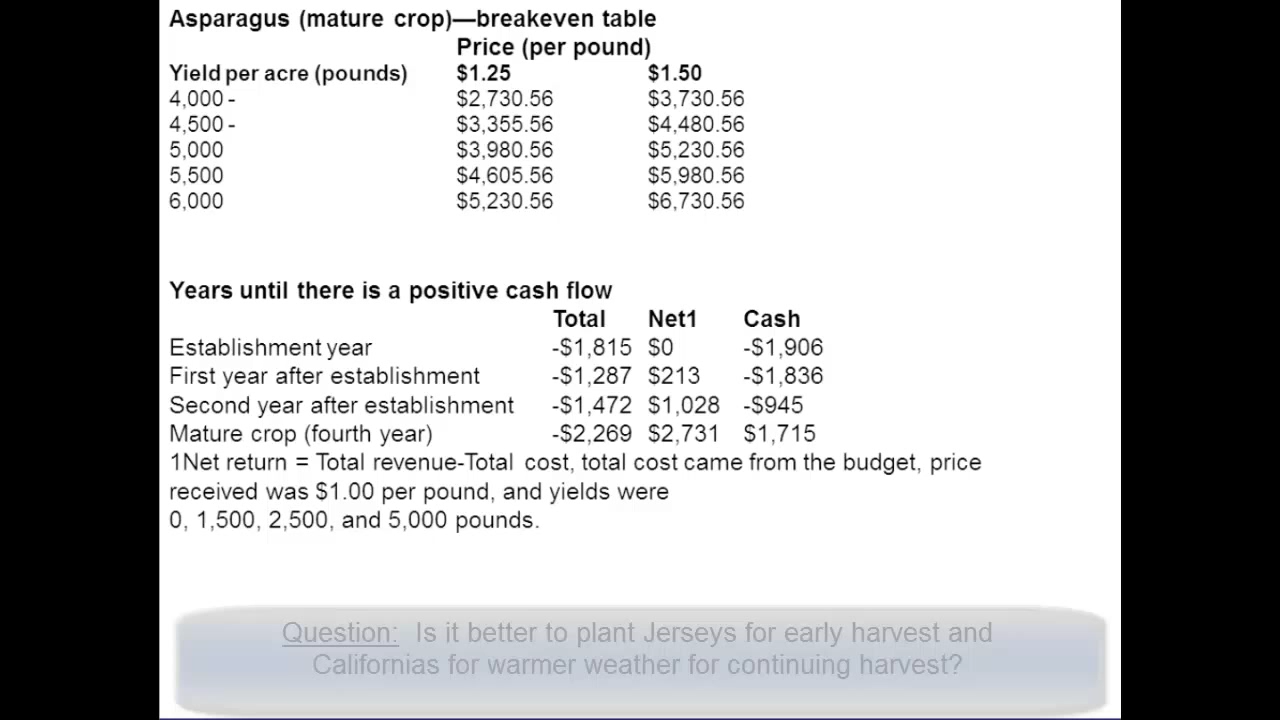 Asparagus (mature crop)—breakeven table
Price (per pound)
Yield per acre (pounds) $1.25 $1.50
4,000 - $2,730.56 $3,730.56
4,500 - $3,355.56 $4,480.56
5,000 $3,980.56 $5,230.56
5,500 $4,605.56 $5,980.56
6,000 $5,230.56 $6,730.56
Years until there is a positive cash flow
Total Net1 Cash
Establishment year -$1,815 $0 -$1,906
First year after establishment -$1,287 $213 -$1,836
Second year after establishment -$1,472 $1,028 -$945
Mature crop (fourth year) -$2,269 $2,731 $1,715
1Net return = Total revenue-Total cost, total cost came from the budget, price
received was $1.00 per pound, and yields were
0, 1,500, 2,500, and 5,000 pounds.
Question: Is it better to plant Jerseys for early harvest and
Californias for warmer weather for continuing harvest?